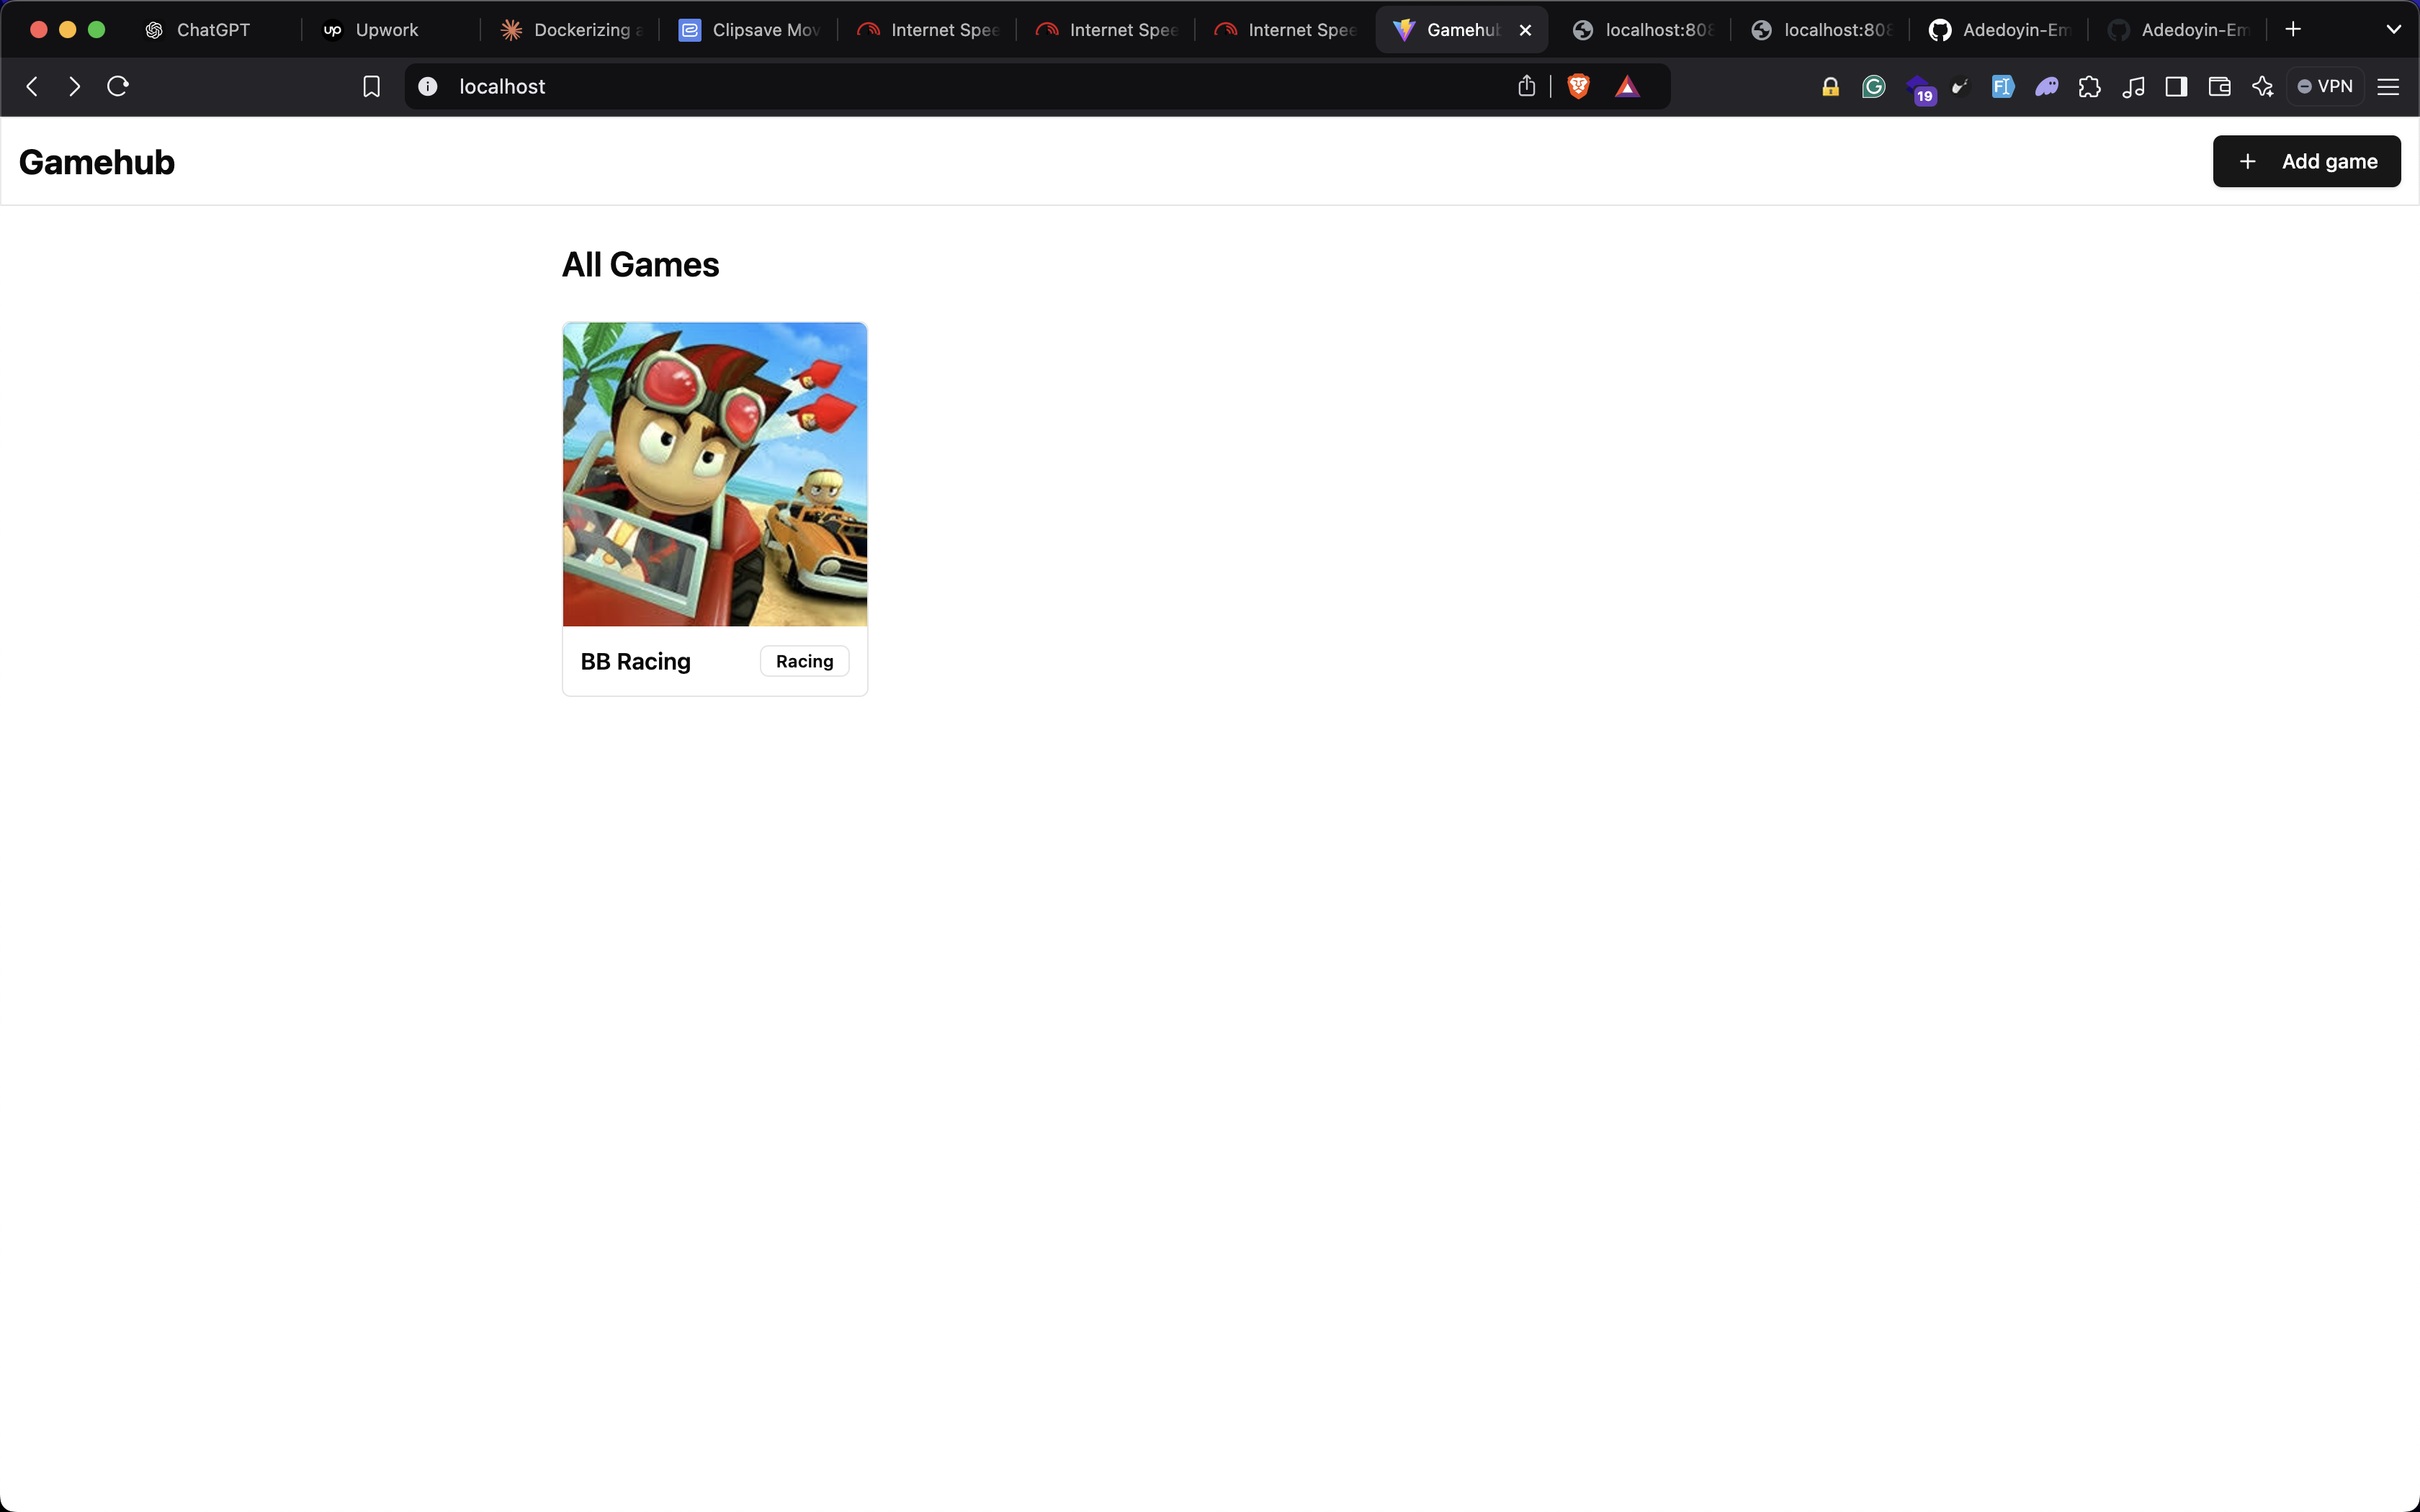 ChatGPT
up Upwork
Dockerizing a
Clipsave Mov
Internet Spee
Internet Spee
Internet Spee
Gamehub
localhost:808
localhost:808
Adedoyin-Em
Adedoyin-Em
localhost
19
VPN
Gamehub
Add game
All Games
BB Racing
Racing